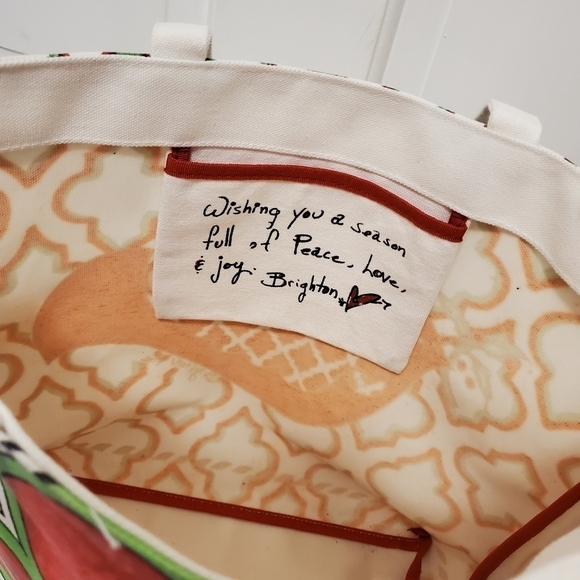 Wishing you a season
full of Peace, Love,
& joy. Brighton